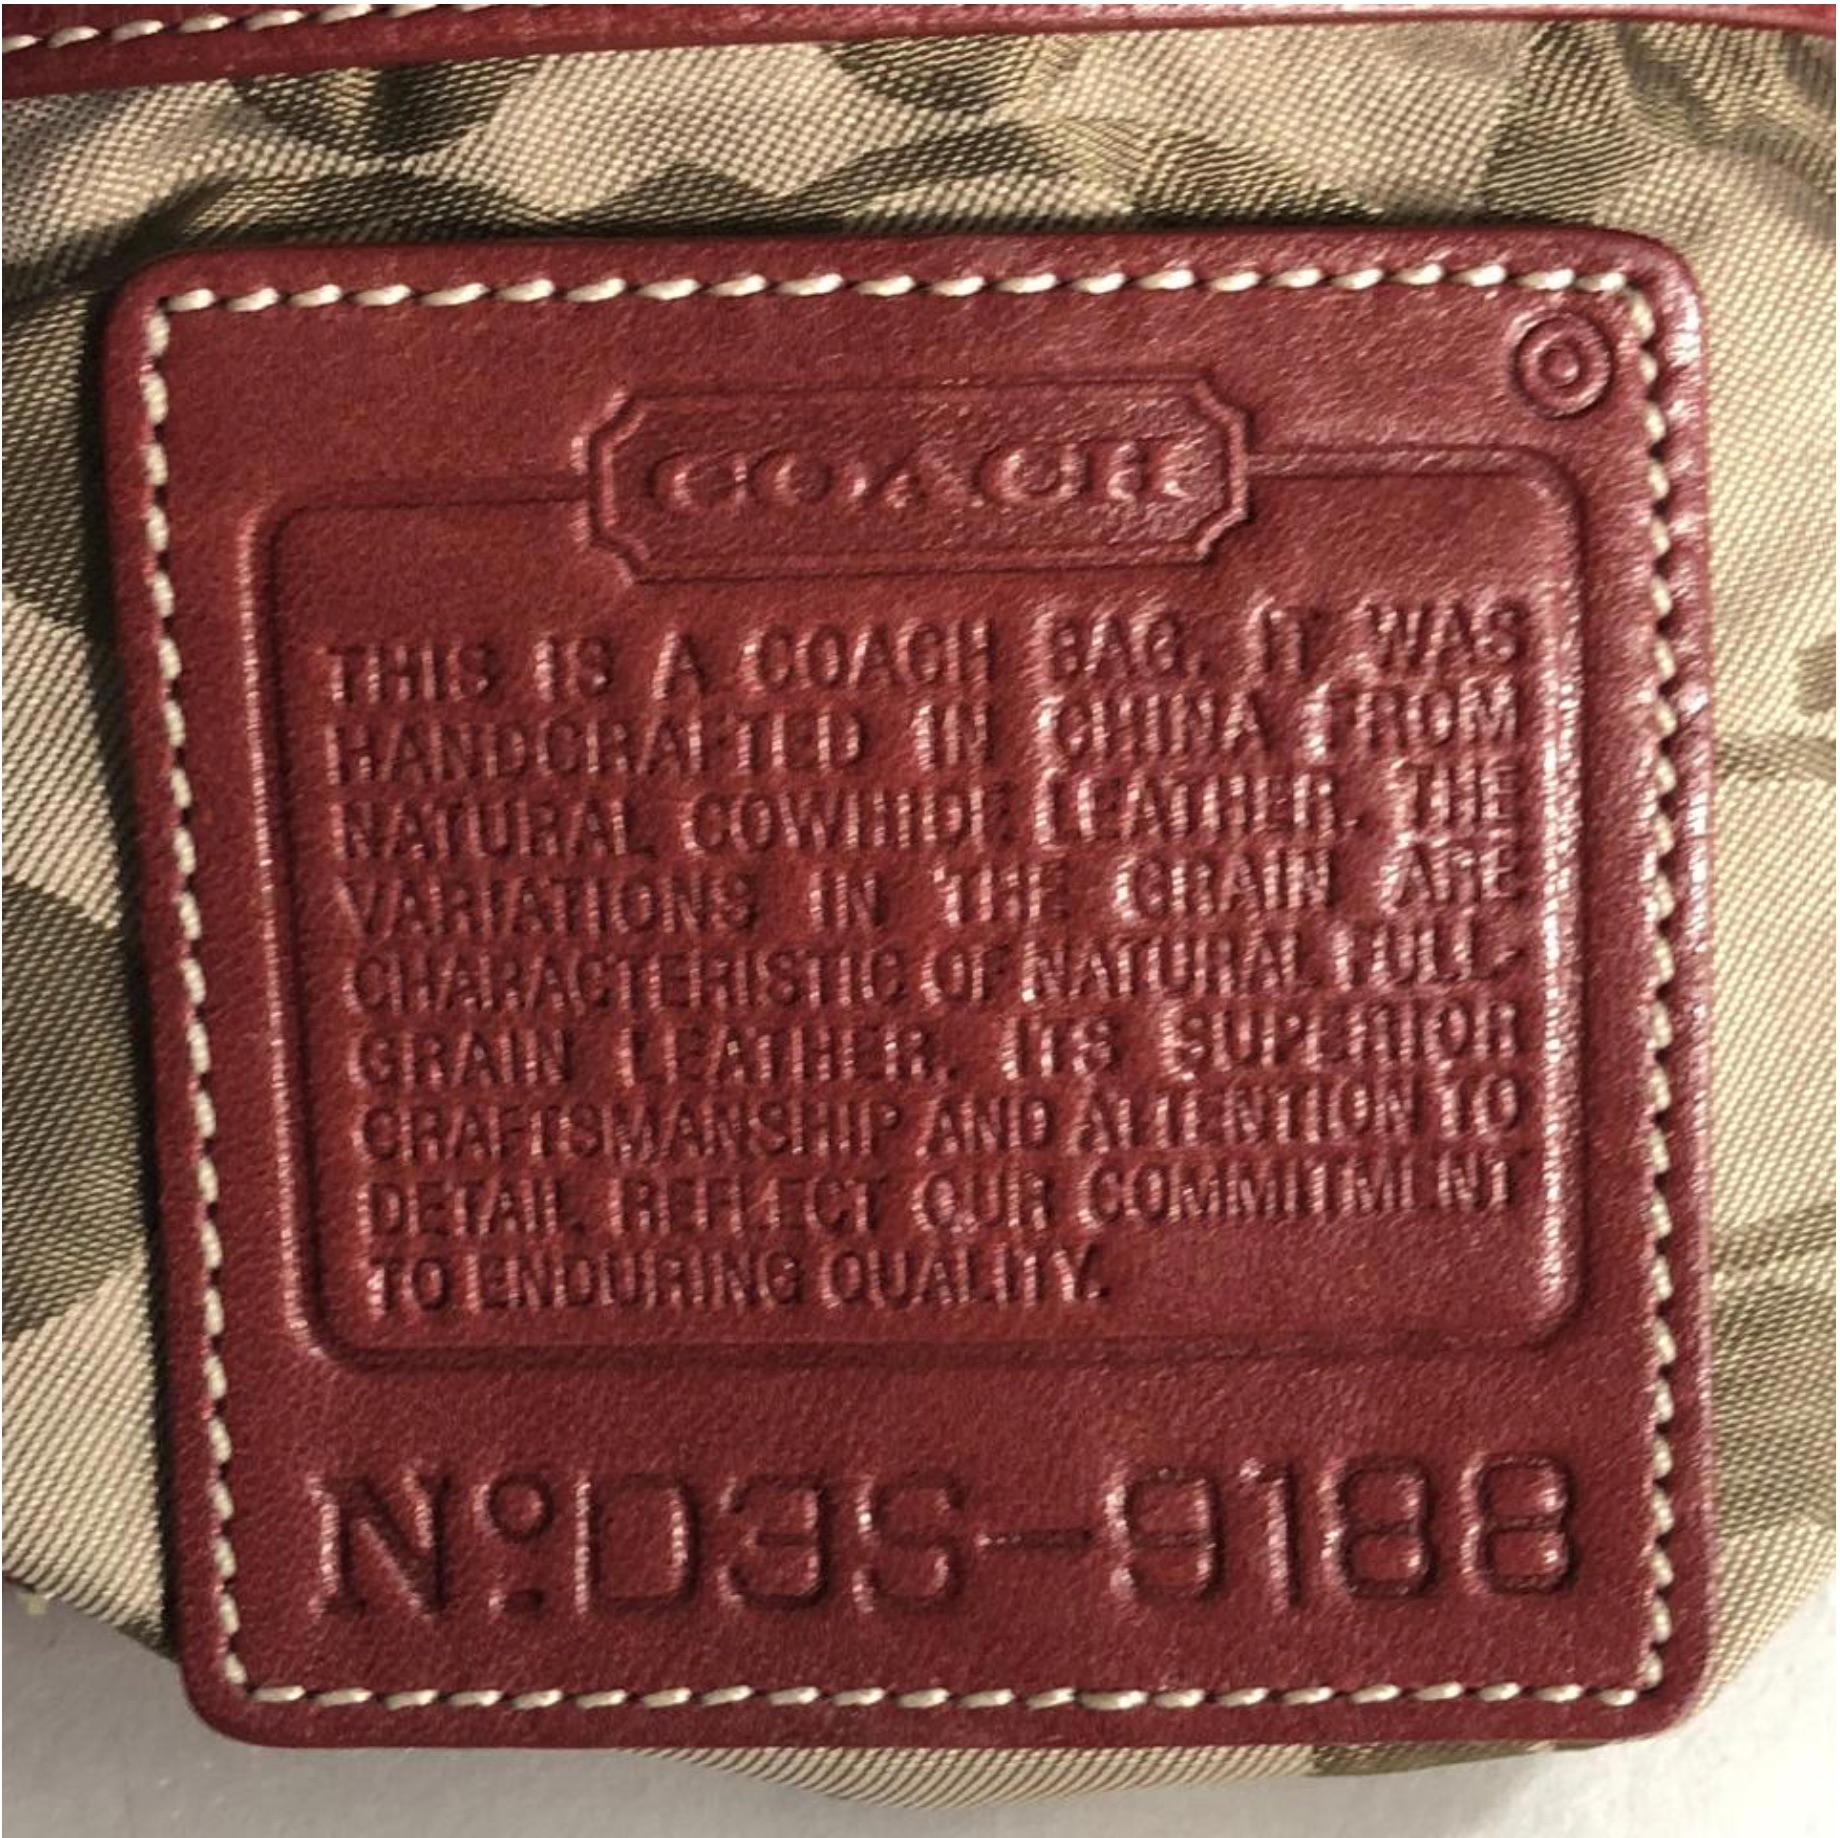 COACH
THIS IS A COACH BAG. IT WAS
HANDCRAFTED IN CHINA FROM
NATURAL COWHIDE LEATHER. THE
VARIATIONS IN THE GRAIN ARE
CHARACTERISTIC OF NATURAL FULL-
GRAIN LEATHER. ITS SUPERIOR
CRAFTSMANSHIP AND ATTENTION TO
DETAIL REFLECT OUR COMMITMENT
TO ENDURING QUALITY.
Nº.D3S-9188